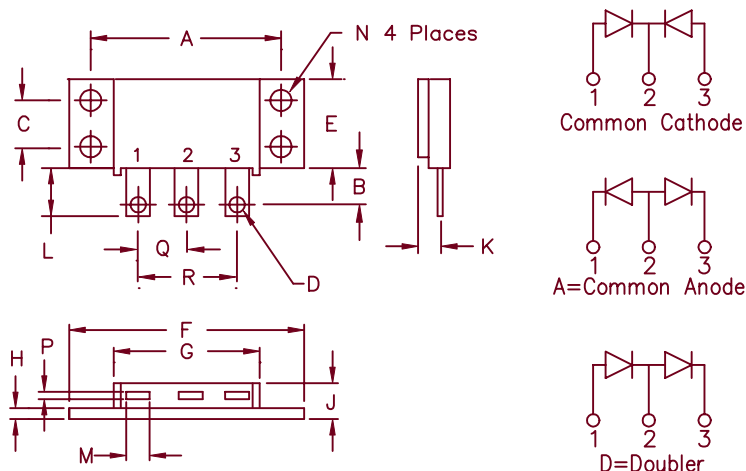 A
N 4 Places
C
E
1 2 3
B
L
Q
R
D
K
F
G
H
P
J
M
1 2 3
Common Cathode
1 2 3
A=Common Anode
1 2 3
D=Doubler